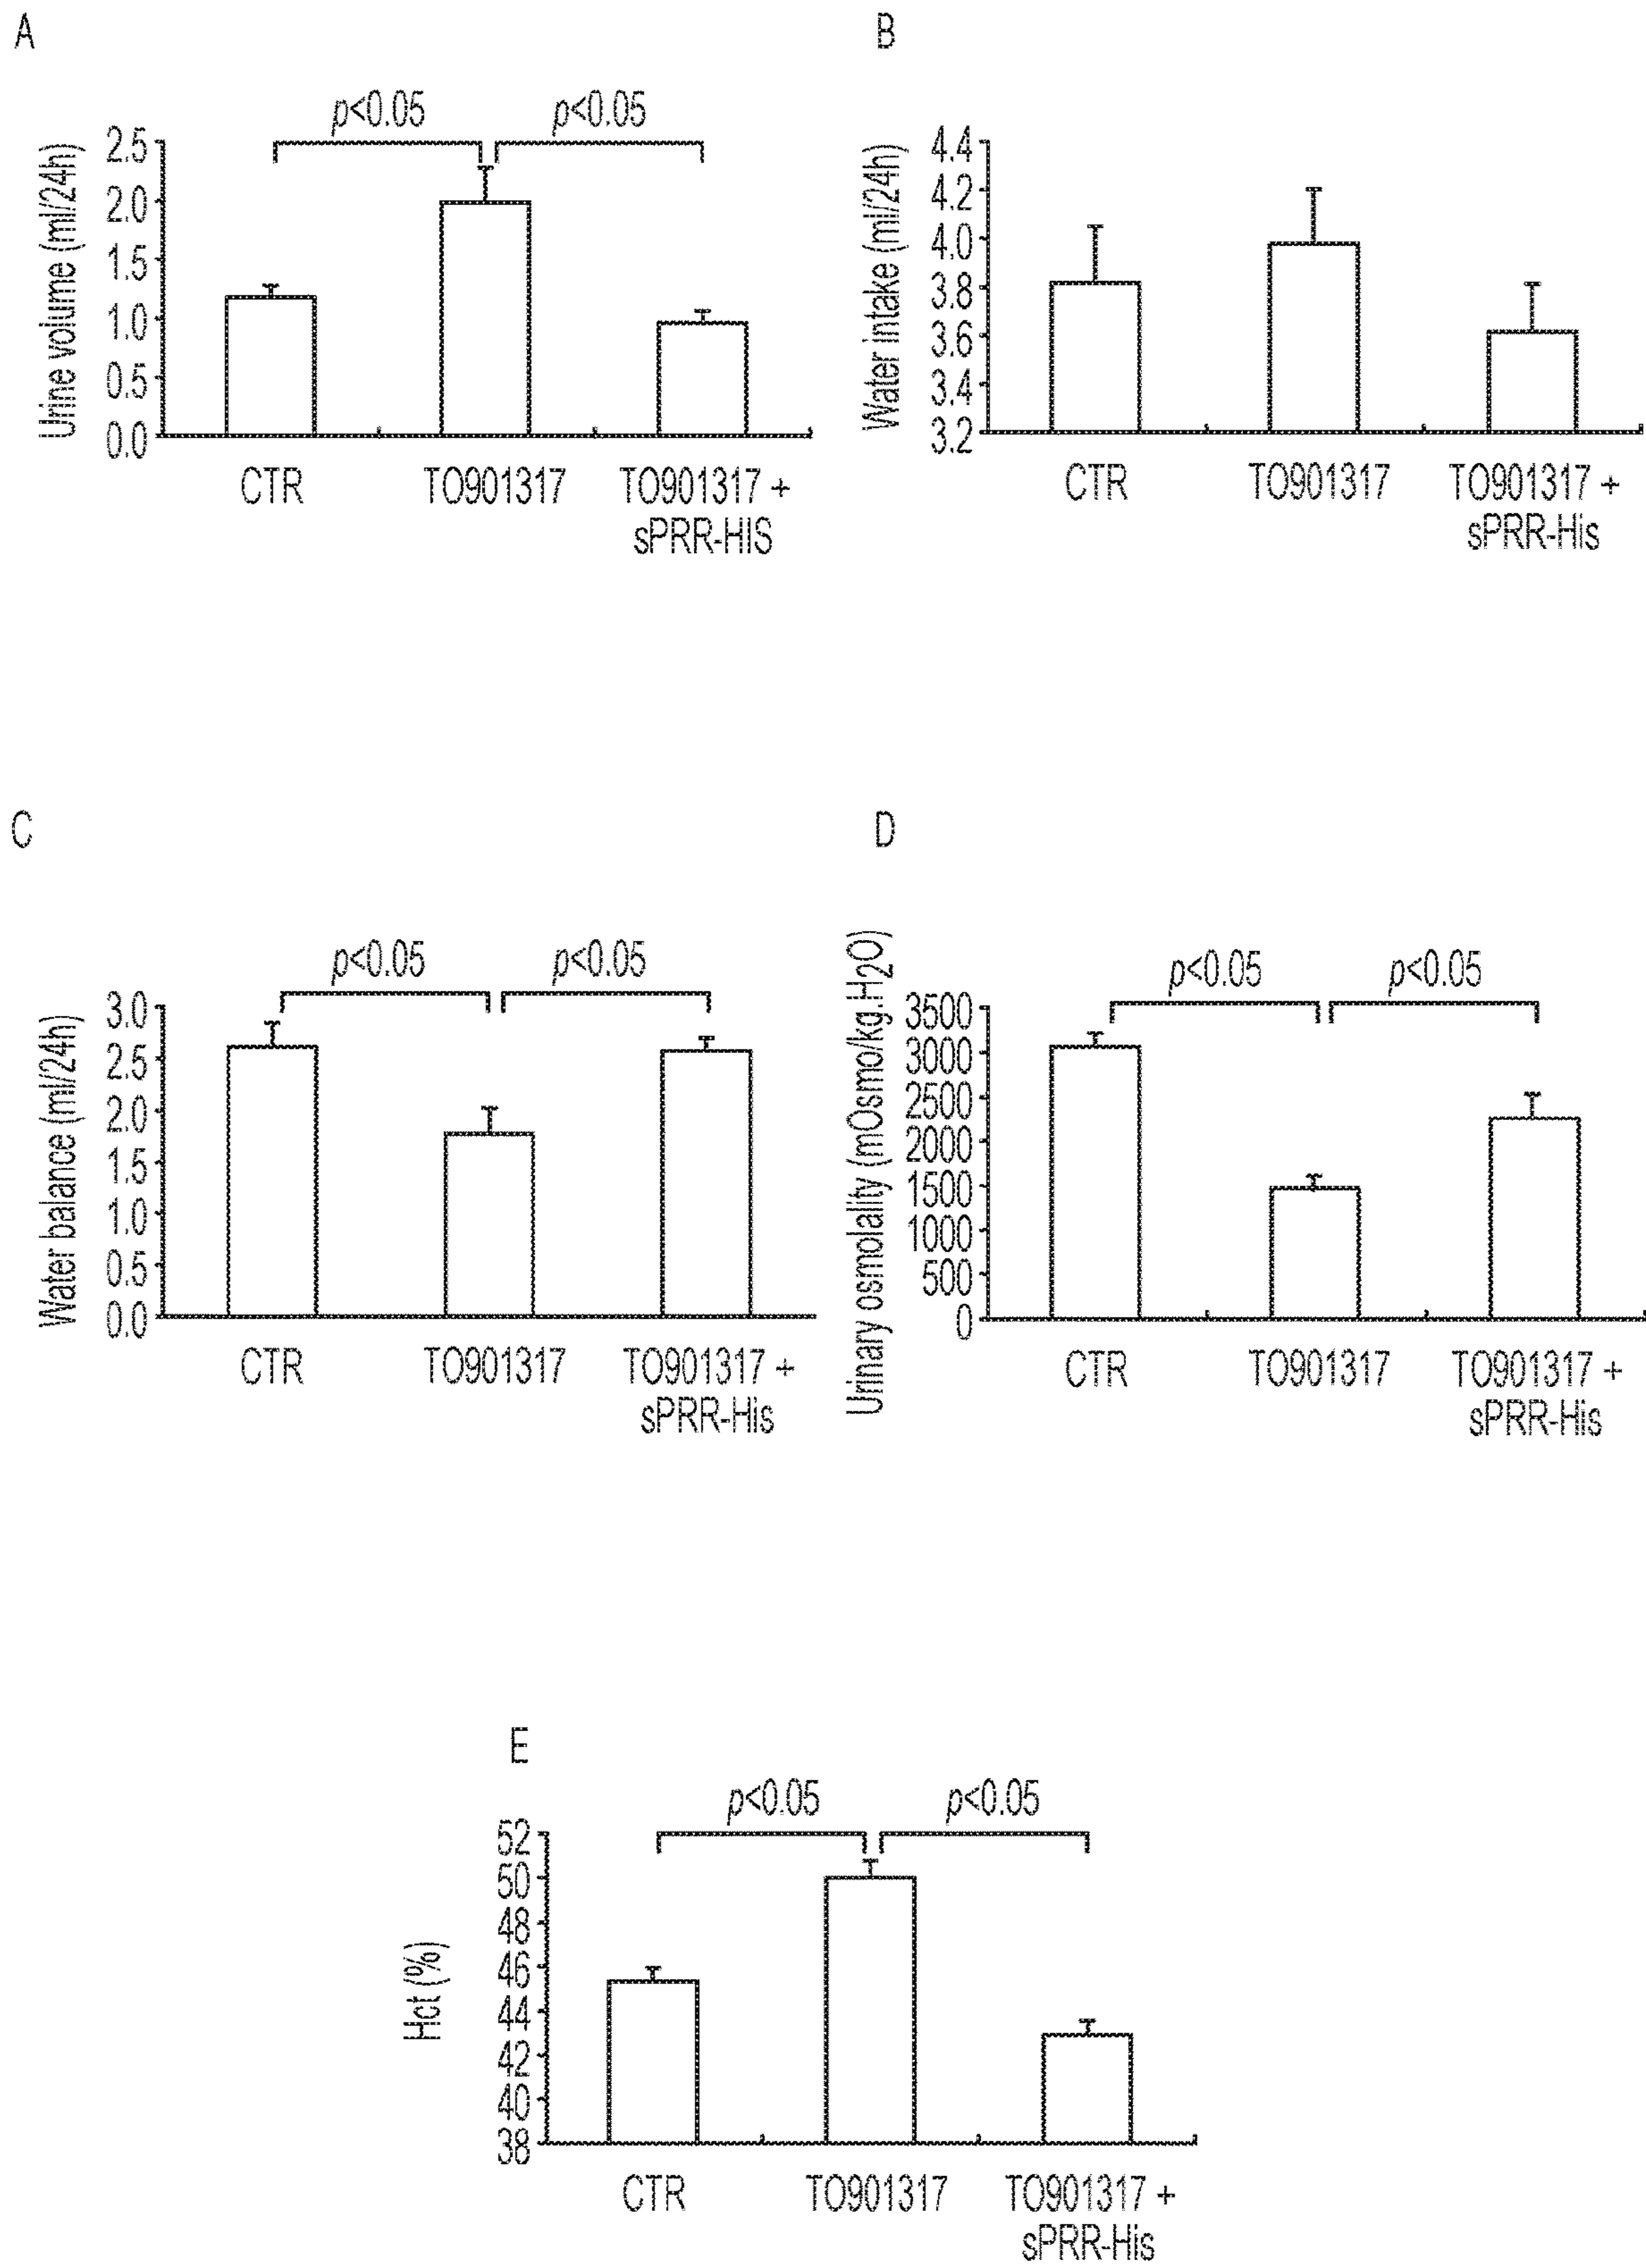 A
p<0.05 p<0.05
Urine volume (ml/24h)
2.5
2.0
1.5
1.0
0.5
0.0
CTR TO901317 TO901317 +
sPRR-HIS
B
Water intake (ml/24h)
4.4
4.2
4.0
3.8
3.6
3.4
3.2
CTR TO901317 TO901317 +
sPRR-His
C
p<0.05 p<0.05
Water balance (ml/24h)
3.0
2.5
2.0
1.5
1.0
0.5
0.0
CTR TO901317 TO901317 +
sPRR-His
D
p<0.05 p<0.05
Urinary osmolality (mOsmo/kg.H2O)
3500
3000
2500
2000
1500
1000
500
0
CTR TO901317 TO901317 +
sPRR-His
E
p<0.05 p<0.05
Hct (%)
52
50
48
46
44
42
40
38
CTR TO901317 TO901317 +
sPRR-His